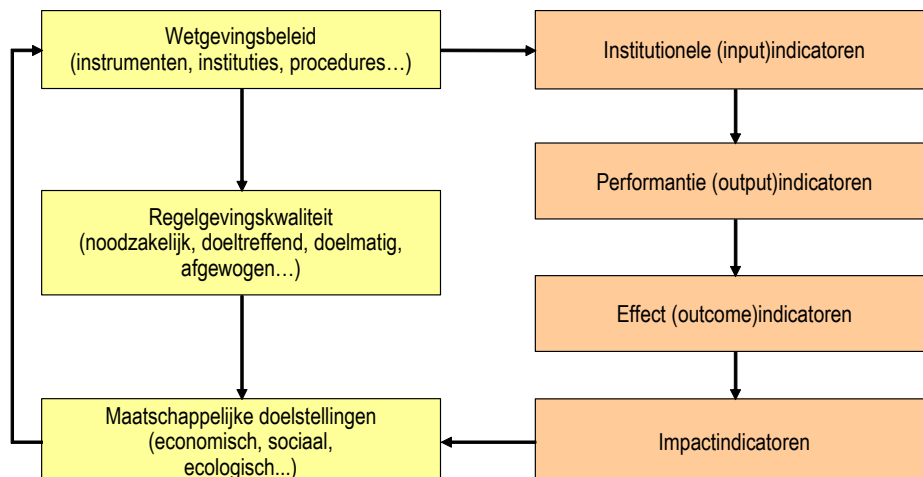 Wetgevingsbeleid
(instrumenten, instituties, procedures…)
Regelgevingskwaliteit
(noodzakelijk, doeltreffend, doelmatig,
afgewogen…)
Maatschappelijke doelstellingen
(economisch, sociaal,
ecologisch...)
Institutionele (input)indicatoren
Performantie (output)indicatoren
Effect (outcome)indicatoren
Impactindicatoren